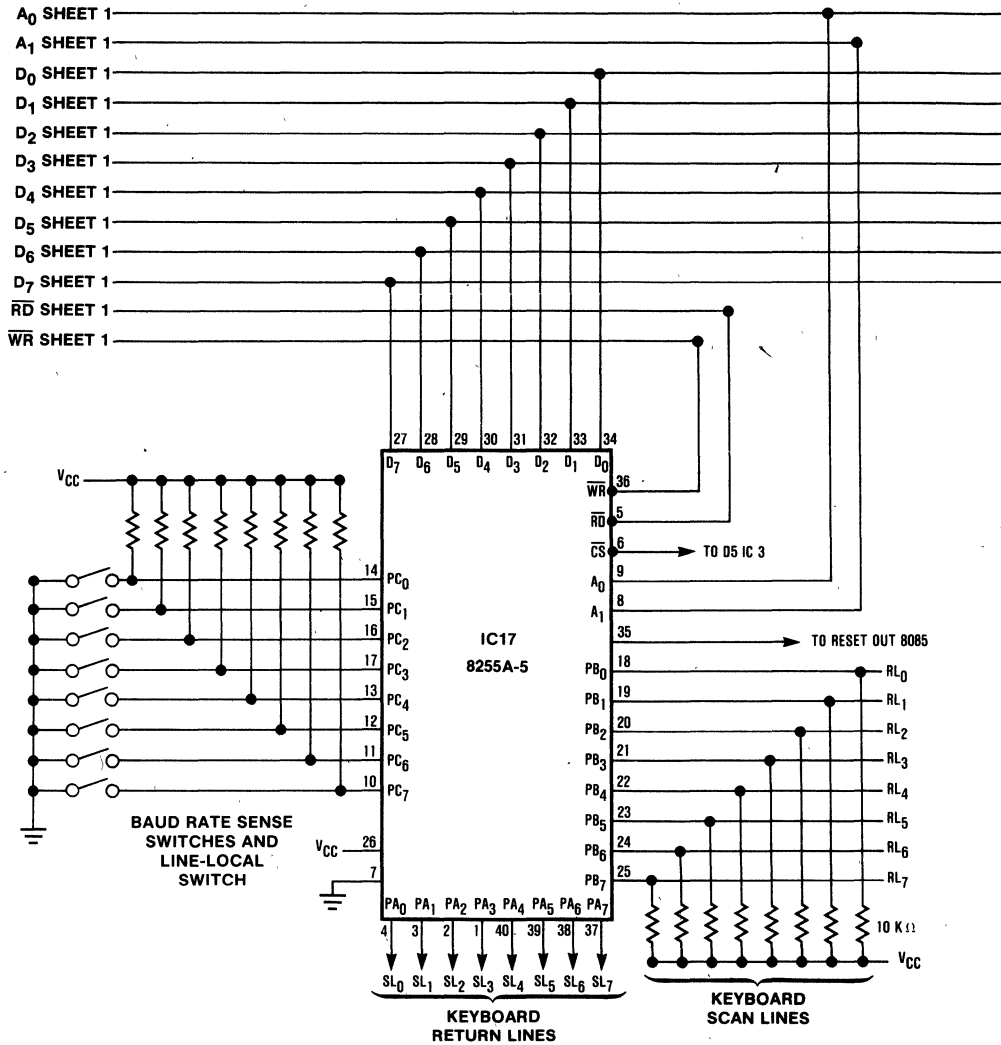 A0 SHEET 1
A1 SHEET 1
D0 SHEET 1
D1 SHEET 1
D2 SHEET 1
D3 SHEET 1
D4 SHEET 1
D5 SHEET 1
D6 SHEET 1
D7 SHEET 1
R̅D̅ SHEET 1
W̅R̅ SHEET 1
27 28 29 30 31 32 33 34
D7 D6 D5 D4 D3 D2 D1 D0
VCC
W̅R̅ 36
R̅D̅ 5
C̅S̅ 6 TO D5 IC 3
A0 9
A1 8
35 TO RESET OUT 8085
14 PC0
15 PC1
16 PC2
17 PC3
13 PC4
12 PC5
11 PC6
10 PC7
IC17
8255A-5
PB0 18 RL0
PB1 19 RL1
PB2 20 RL2
PB3 21 RL3
PB4 22 RL4
PB5 23 RL5
PB6 24 RL6
PB7 25 RL7
BAUD RATE SENSE
SWITCHES AND
LINE-LOCAL
SWITCH
VCC 26
7
PA0 PA1 PA2 PA3 PA4 PA5 PA6 PA7
4 3 2 1 40 39 38 37
SL0 SL1 SL2 SL3 SL4 SL5 SL6 SL7
KEYBOARD
RETURN LINES
10 KΩ
VCC
KEYBOARD
SCAN LINES